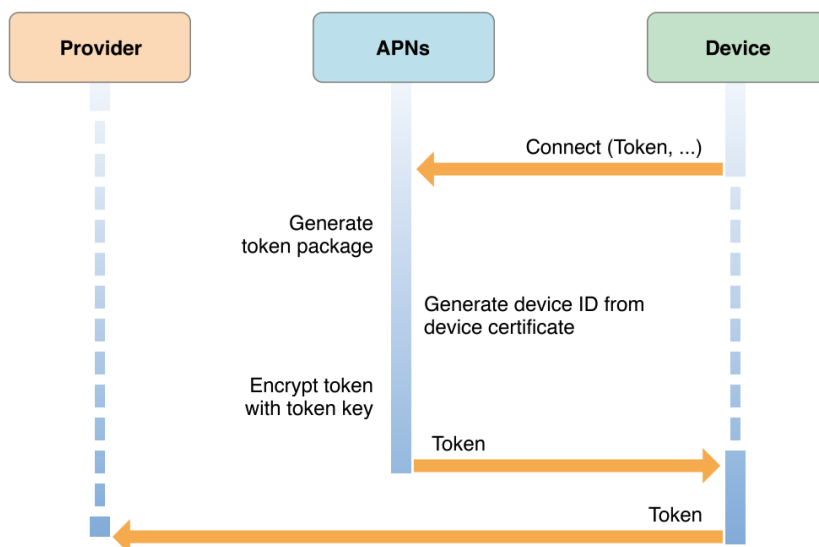 Provider
APNs
Device
Connect (Token, ...)
Generate
token package
Generate device ID from
device certificate
Encrypt token
with token key
Token
Token